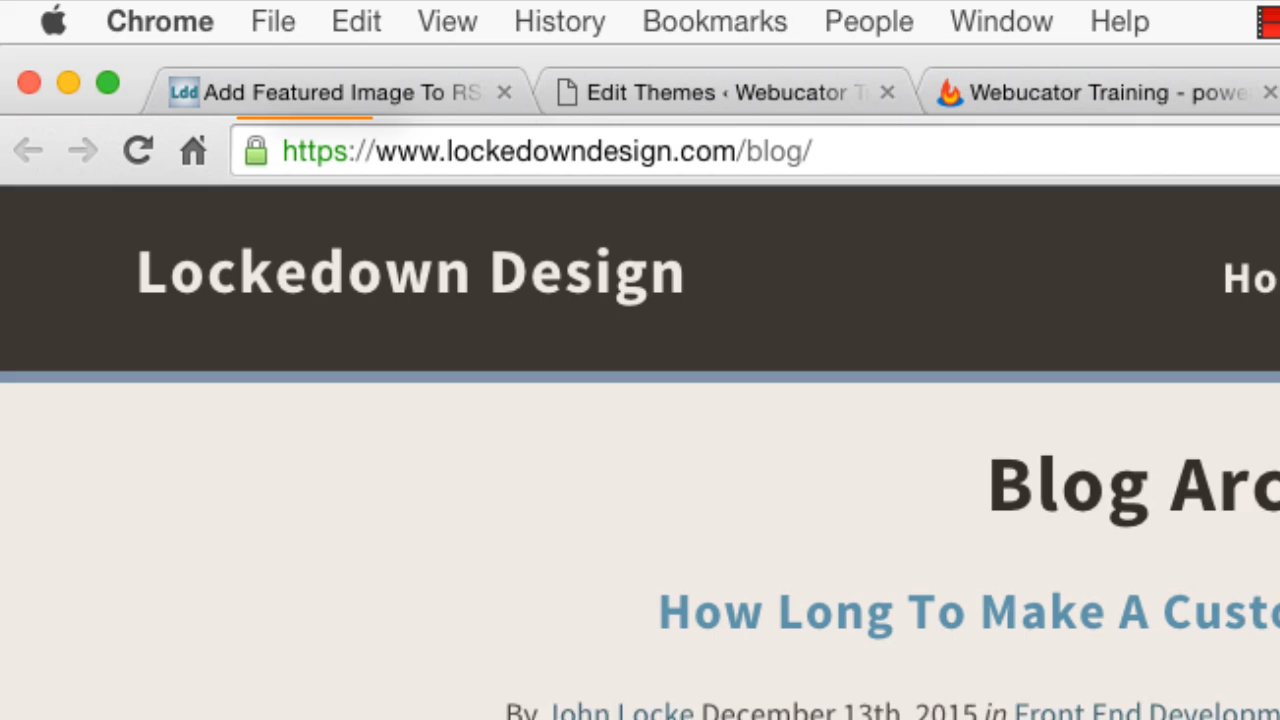 Chrome File Edit View History Bookmarks People Window Help
Ldd Add Featured Image To RS Edit Themes ‹ Webucator T Webucator Training - powe
https://www.lockedowndesign.com/blog/
Lockedown Design Ho
Blog Arc
How Long To Make A Custo
By John Locke December 13th, 2015 in Front End Developm